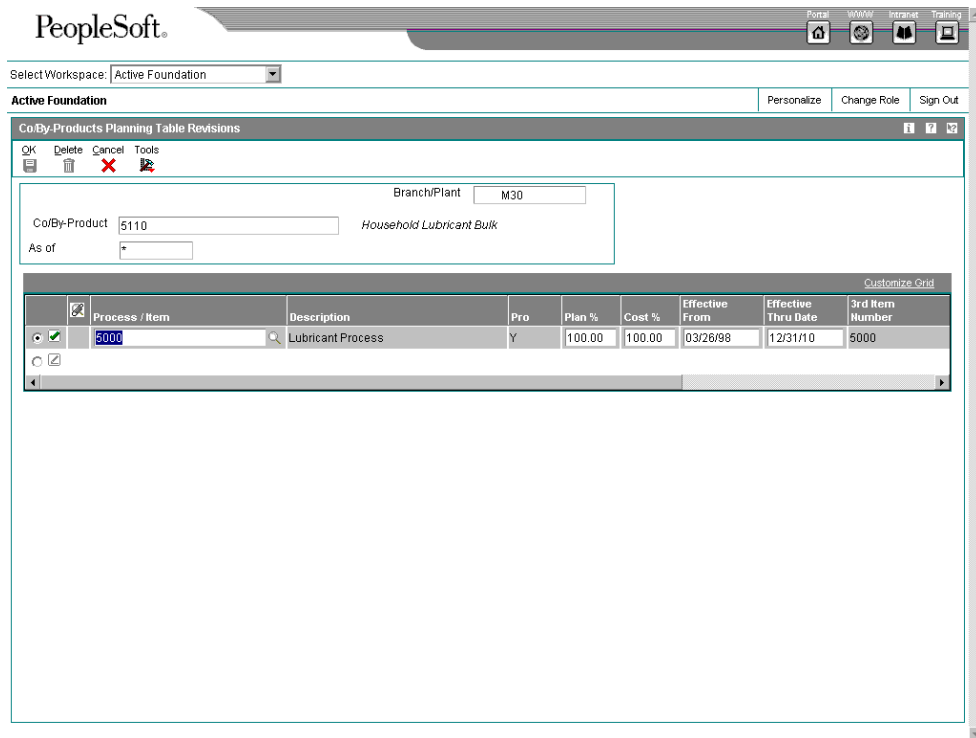 PeopleSoft.
Portal WWW Intranet Training
Select Workspace: Active Foundation
Active Foundation Personalize Change Role Sign Out
Co/By-Products Planning Table Revisions
OK Delete Cancel Tools
Branch/Plant M30
Co/By-Product 5110 Household Lubricant Bulk
As of *
Customize Grid
Process / Item Description Pro Plan % Cost % Effective From Effective Thru Date 3rd Item Number
5000 Lubricant Process Y 100.00 100.00 03/26/98 12/31/10 5000